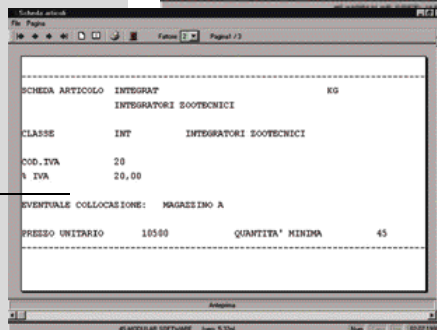 Scheda articoli
File Pagina
Fattore 2 Pagina1 /3
SCHEDA ARTICOLO INTEGRAT KG
INTEGRATORI ZOOTECNICI
CLASSE INT INTEGRATORI ZOOTECNICI
COD.IVA 20
% IVA 20,00
EVENTUALE COLLOCASIONE: MAGAZZINO A
PREZZO UNITARIO 10500 QUANTITA' MINIMA 45
Anteprima